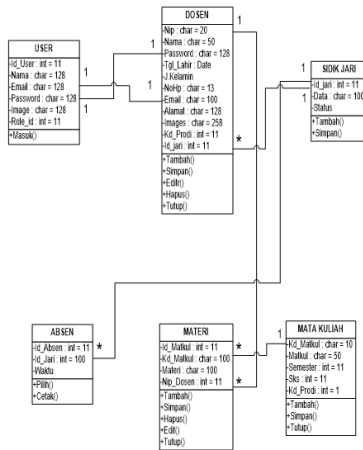 USER
-Id_User : int = 11
-Nama : char = 128
-Email : char = 128
-Password : char = 128
-Image : char = 128
-Role_id : int = 11
+Masuk()
DOSEN
-Nip : char = 20
-Nama : char = 50
-Password : char = 128
-Tgl_Lahir : Date
-J.Kelamin
-NoHp : char = 13
-Email : char = 100
-Alamat : char = 128
-Images : char = 258
-Kd_Prodi : int = 1
-Id_jari : int = 11
+Tambah()
+Simpan()
+Edit()
+Hapus()
+Tutup()
SIDIK JARI
-Id_jari : int = 11
-Data : char = 100
-Status
+Tambah()
+Simpan()
1
1
1
1
1
1
*
ABSEN
-Id_Absen : int = 11
-Id_Jari : int = 100
-Waktu
+Pilih()
+Cetak()
*
MATERI
-Id_Matkul : int = 11
-Kd_Matkul : char = 100
-Materi : char = 100
-Nip_Dosen : int = 11
+Tambah()
+Simpan()
+Hapus()
+Edit()
+Tutup()
*
*
1
MATA KULIAH
-Kd_Matkul : char = 10
-Matkul : char = 50
-Semester : int = 11
-Sks : int = 11
-Kd_Prodi : int = 1
+Tambah()
+Simpan()
+Tutup()